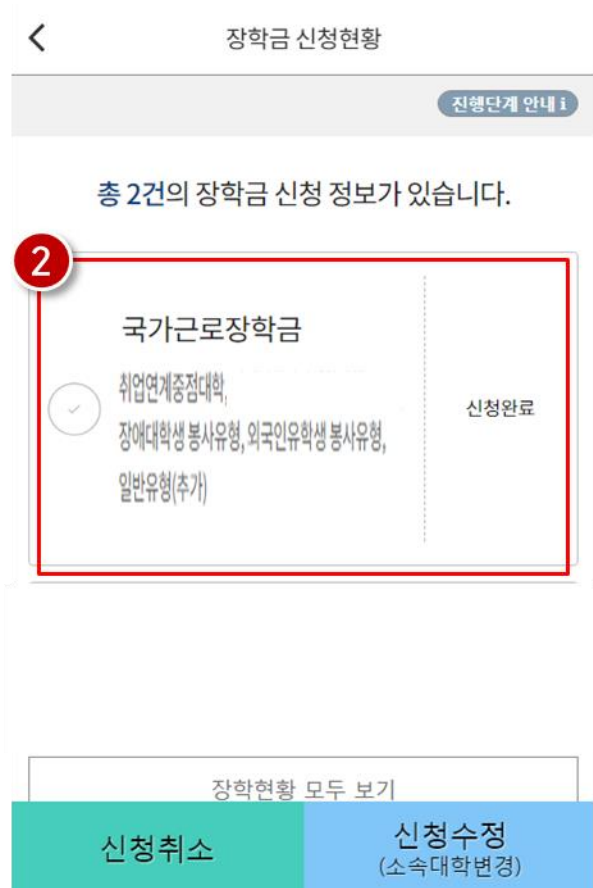 장학금 신청현황
진행단계 안내 i
총 2건의 장학금 신청 정보가 있습니다.
2
국가근로장학금
취업연계중점대학,
장애대학생 봉사유형, 외국인유학생 봉사유형,
일반유형(추가)
신청완료
장학현황 모두 보기
신청취소
신청수정
(소속대학변경)